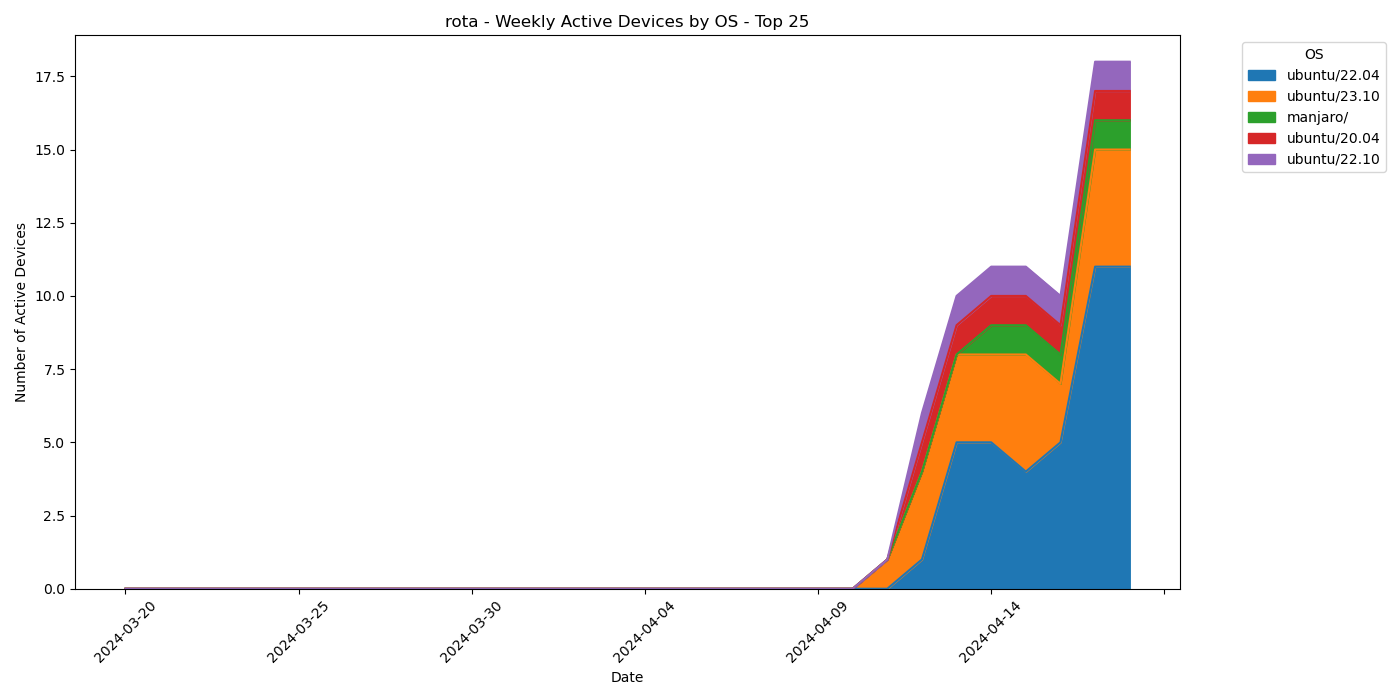 rota - Weekly Active Devices by OS - Top 25
OS
ubuntu/22.04
ubuntu/23.10
manjaro/
ubuntu/20.04
ubuntu/22.10
Number of Active Devices
17.5
15.0
12.5
10.0
7.5
5.0
2.5
0.0
2024-03-20
2024-03-25
2024-03-30
2024-04-04
2024-04-09
2024-04-14
Date